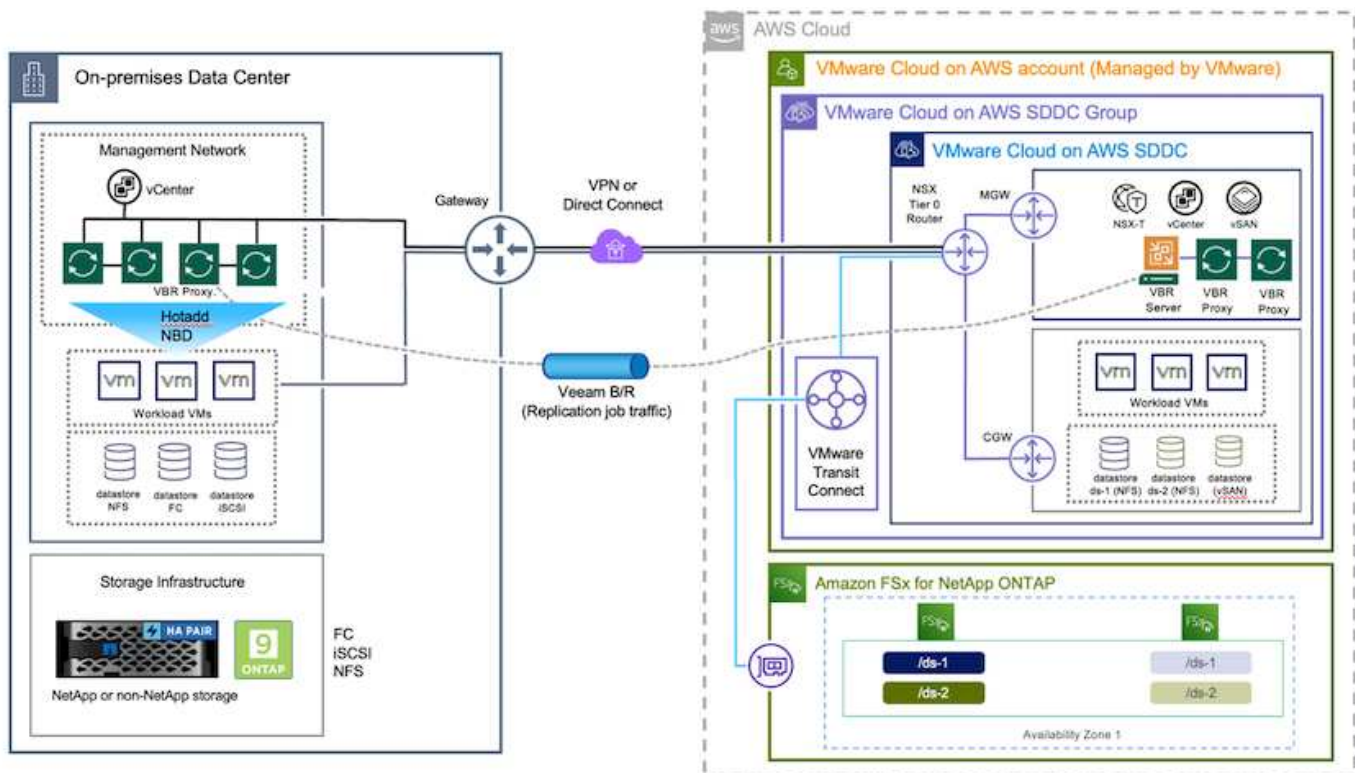 aws
AWS Cloud
On-premises Data Center
Management Network
vCenter
VBR Proxy
Hotadd
NBD
vm
vm
vm
Workload VMs
datastore
NFS
datastore
FC
datastore
iSCSI
Storage Infrastructure
HA PAIR
9
ONTAP
NetApp or non-NetApp storage
FC
iSCSI
NFS
Gateway
VPN or
Direct Connect
Veeam B/R
(Replication job traffic)
VMware Cloud on AWS account (Managed by VMware)
VMware Cloud on AWS SDDC Group
VMware Cloud on AWS SDDC
NSX
Tier 0
Router
MGW
T
NSX-T
vCenter
vSAN
VBR
Server
VBR
Proxy
VBR
Proxy
VMware
Transit
Connect
CGW
vm
vm
vm
Workload VMs
datastore
ds-1 (NFS)
datastore
ds-2 (NFS)
datastore
(vSAN)
FSx
Amazon FSx for NetApp ONTAP
FSx
FSx
/ds-1
/ds-1
/ds-2
/ds-2
Availability Zone 1